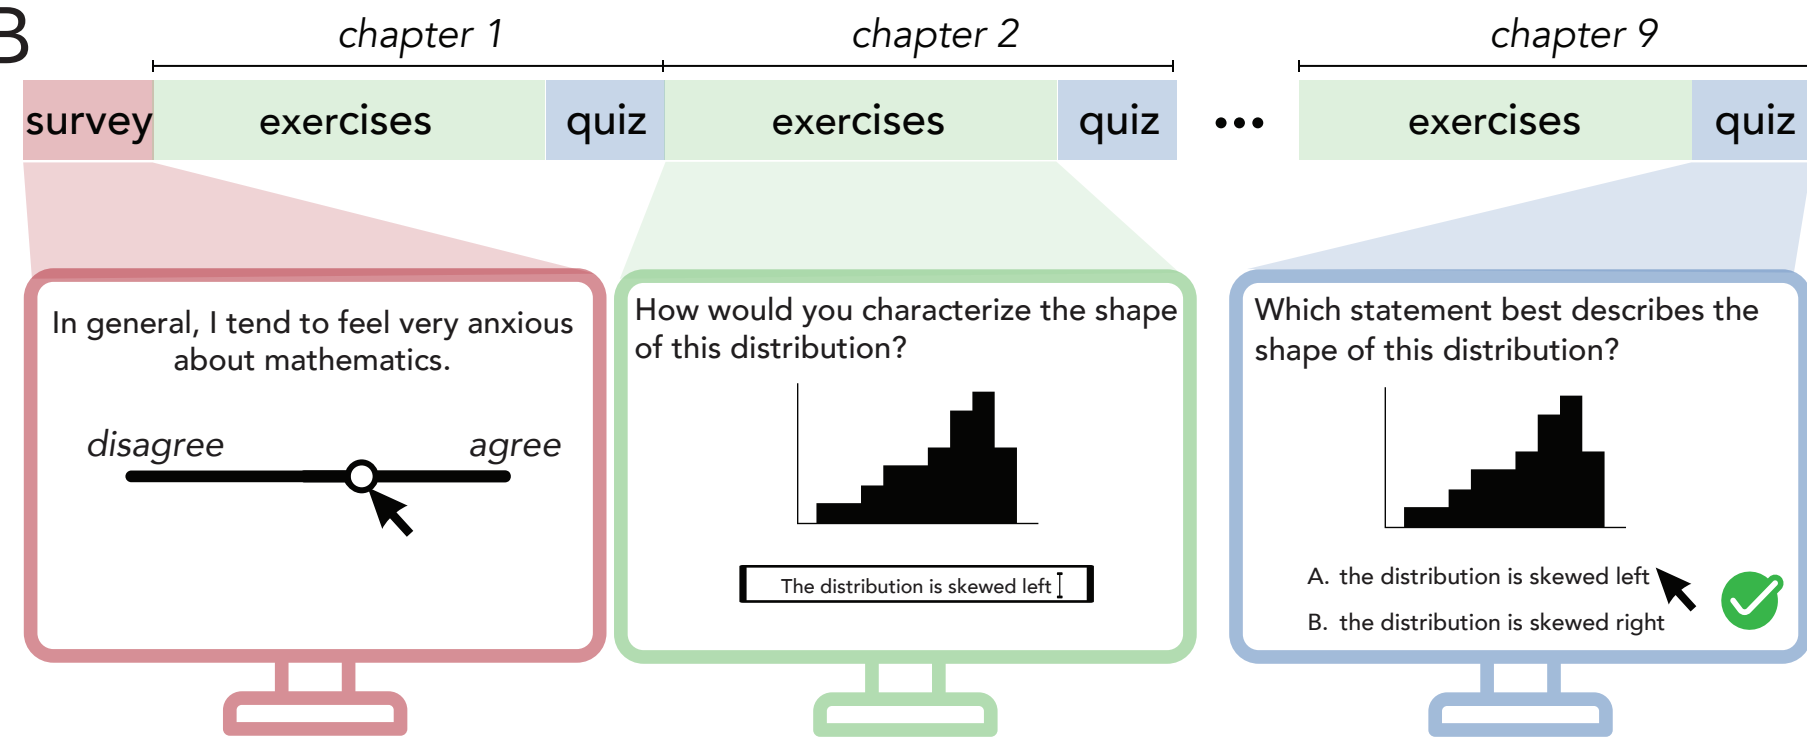 B
chapter 1
chapter 2
chapter 9
survey
exercises
quiz
exercises
quiz
•••
exercises
quiz
In general, I tend to feel very anxious
about mathematics.
disagree
agree
How would you characterize the shape
of this distribution?
The distribution is skewed left
Which statement best describes the
shape of this distribution?
A. the distribution is skewed left
B. the distribution is skewed right